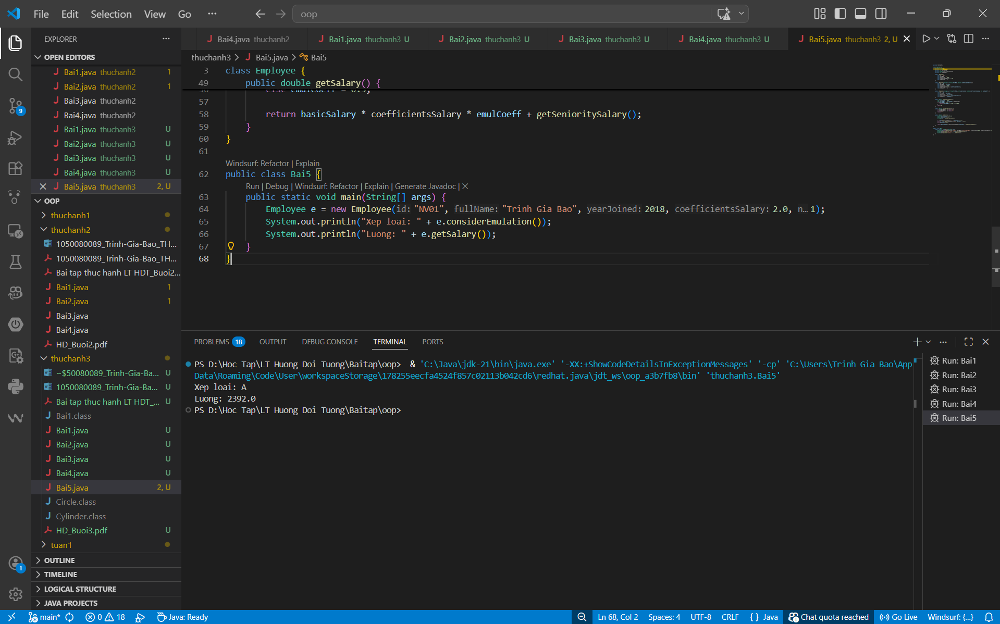 File Edit Selection View Go ··· oop
EXPLORER ···
OPEN EDITORS
Bai1.java thuchanh2 1
Bai2.java thuchanh2 1
Bai3.java thuchanh2
Bai4.java thuchanh2
Bai1.java thuchanh3 U
Bai2.java thuchanh3 U
Bai3.java thuchanh3 U
Bai4.java thuchanh3 U
Bai5.java thuchanh3 2, U
OOP
thuchanh1
thuchanh2
1050080089_Trinh-Gia-Bao_TH...
1050080089_Trinh-Gia-Bao_TH...
Bai tap thuc hanh LT HDT_Buoi2...
Bai1.java 1
Bai2.java 1
Bai3.java
Bai4.java
HD_Buoi2.pdf
thuchanh3
~$50080089_Trinh-Gia-Ba... U
1050080089_Trinh-Gia-Ba... U
Bai tap thuc hanh LT HDT_... U
Bai1.class
Bai1.java U
Bai2.java U
Bai3.java U
Bai4.java U
Bai5.java 2, U
Circle.class
Cylinder.class
HD_Buoi3.pdf U
tuan1
OUTLINE
TIMELINE
LOGICAL STRUCTURE
JAVA PROJECTS
9
1
Bai4.java thuchanh2 Bai1.java thuchanh3 U Bai2.java thuchanh3 U Bai3.java thuchanh3 U Bai4.java thuchanh3 U Bai5.java thuchanh3 2, U
thuchanh3 > Bai5.java > Bai5
3 class Employee {
49 public double getSalary() {
57
58 return basicSalary * coefficientsSalary * emulCoeff + getSenioritySalary();
59 }
60 }
61
Windsurf: Refactor | Explain
62 public class Bai5 {
Run | Debug | Windsurf: Refactor | Explain | Generate Javadoc | ✕
63 public static void main(String[] args) {
64 Employee e = new Employee(id: "NV01", fullName: "Trinh Gia Bao", yearJoined: 2018, coefficientsSalary: 2.0, n… 1);
65 System.out.println("Xep loai: " + e.considerEmulation());
66 System.out.println("Luong: " + e.getSalary());
67 }
68 }
PROBLEMS 18 OUTPUT DEBUG CONSOLE TERMINAL PORTS
PS D:\Hoc Tap\LT Huong Doi Tuong\Baitap\oop> & 'C:\Java\jdk-21\bin\java.exe' '-XX:+ShowCodeDetailsInExceptionMessages' '-cp' 'C:\Users\Trinh Gia Bao\App
Data\Roaming\Code\User\workspaceStorage\178255eecfa4524f857c02113b042cd6\redhat.java\jdt_ws\oop_a3b7fb8\bin' 'thuchanh3.Bai5'
Xep loai: A
Luong: 2392.0
PS D:\Hoc Tap\LT Huong Doi Tuong\Baitap\oop>
Run: Bai1
Run: Bai2
Run: Bai3
Run: Bai4
Run: Bai5
main* 0 18 Java: Ready Ln 68, Col 2 Spaces: 4 UTF-8 CRLF { } Java Chat quota reached Go Live Windsurf: {...}